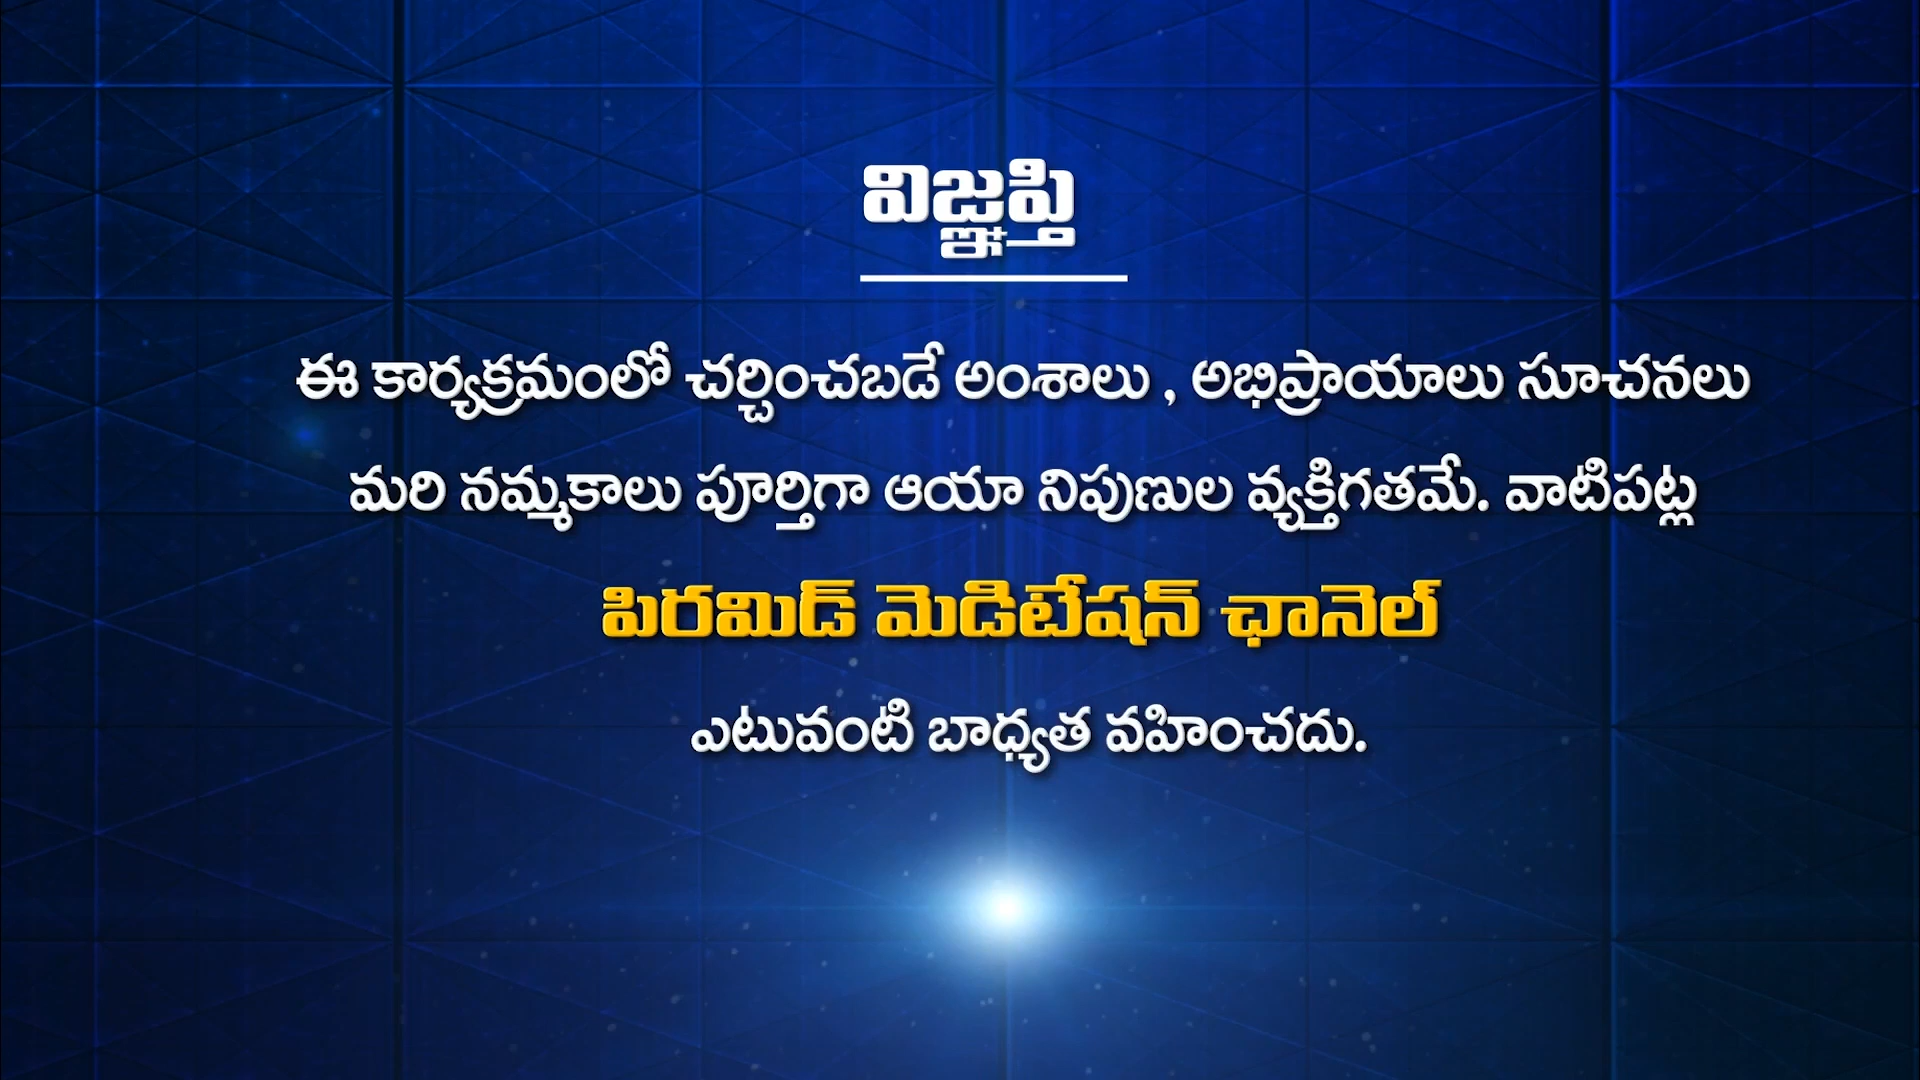 విజ్ఞప్తి
ఈ కార్యక్రమంలో చర్చించబడే అంశాలు , అభిప్రాయాలు సూచనలు
మరి నమ్మకాలు పూర్తిగా ఆయా నిపుణుల వ్యక్తిగతమే. వాటిపట్ల
పిరమిడ్ మెడిటేషన్ ఛానెల్
ఎటువంటి బాధ్యత వహించదు.